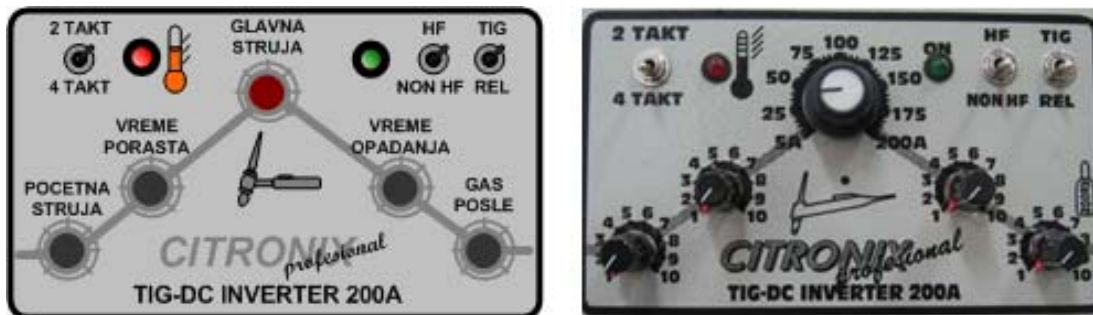 2 TAKT
4 TAKT
GLAVNA
STRUJA
HF
NON HF
TIG
REL
VREME
PORASTA
VREME
OPADANJA
POCETNA
STRUJA
GAS
POSLE
CITRONIX
profesional
TIG-DC INVERTER 200A
2 TAKT
4 TAKT
5A 25 50 75 100 125 150 175 200A
ON
HF
NON HF
TIG
REL
1 2 3 4 5 6 7 8 9 10
1 2 3 4 5 6 7 8 9 10
1 2 3 4 5 6 7 8 9 10
1 2 3 4 5 6 7 10
CITRONIX
profesional
TIG-DC INVERTER 200A